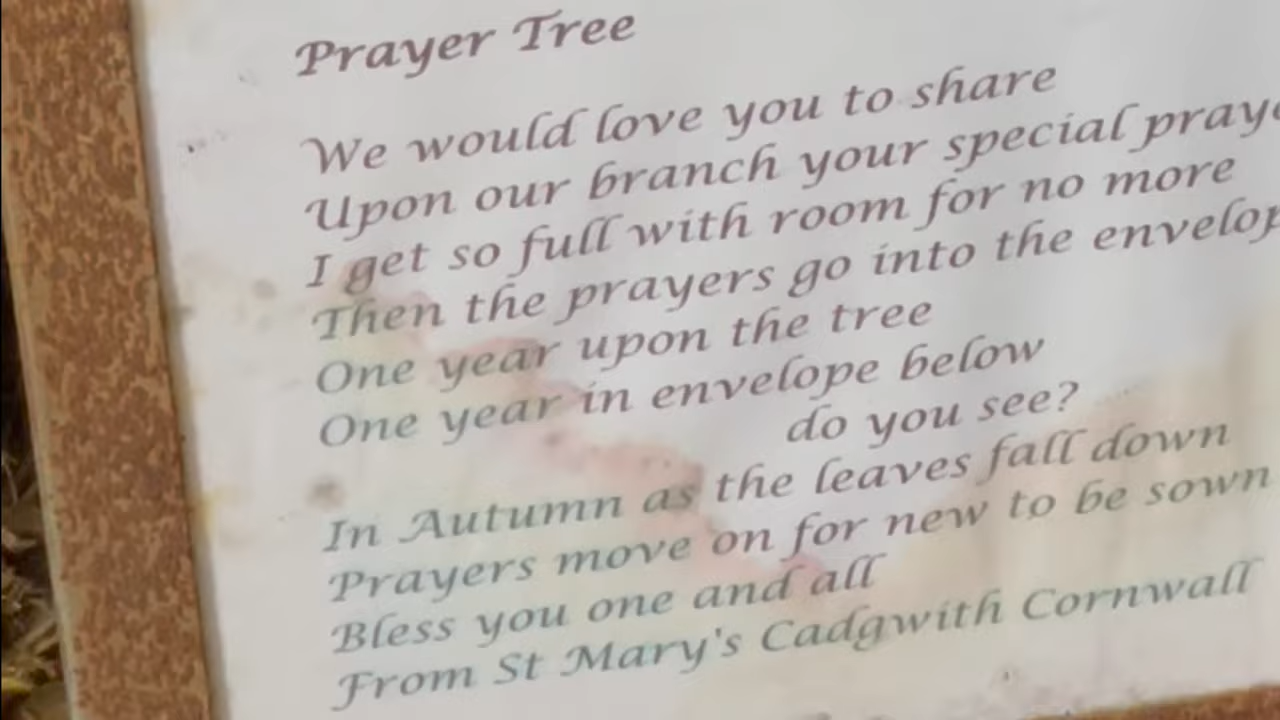 Prayer Tree
We would love you to share
Upon our branch your special
I get so full with room for no more
Then the prayers go into the
One year upon the tree
One year in envelope below
do you see?
In Autumn as the leaves fall down
Prayers move on for new to be sown
Bless you one and all
From St Mary's Cadgwith Cornwall